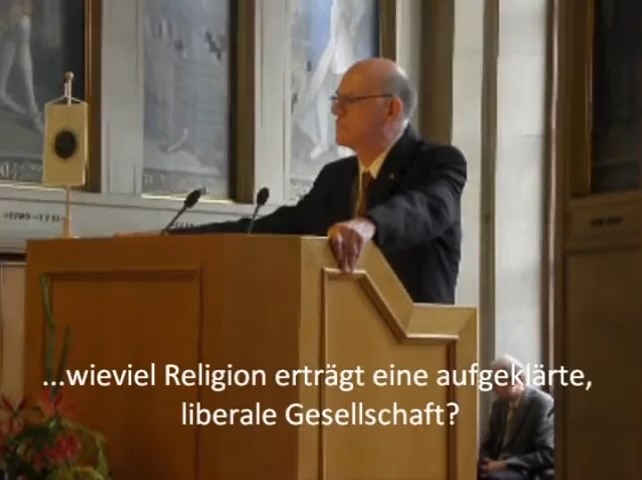 ...wieviel Religion erträgt eine aufgeklärte,
liberale Gesellschaft?